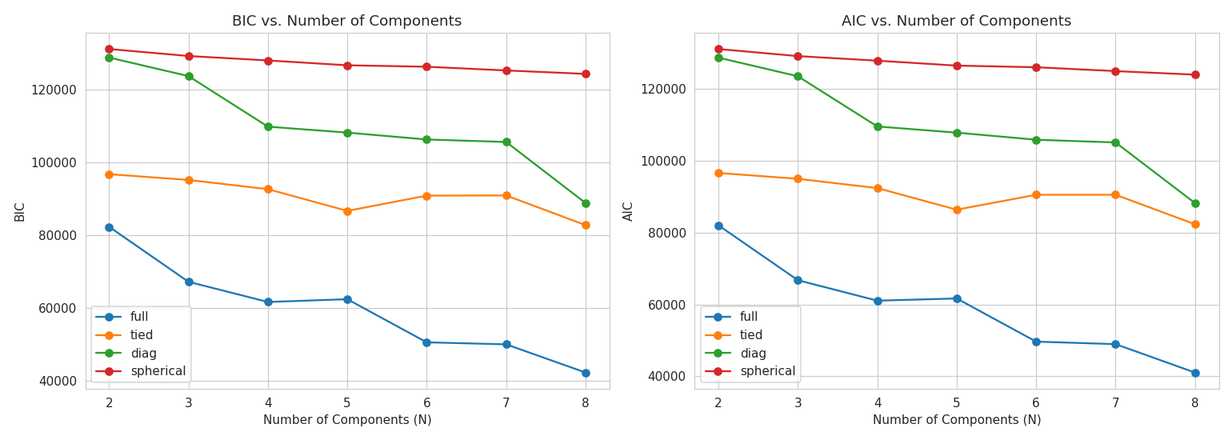 BIC vs. Number of Components
BIC
120000
100000
80000
60000
40000
full
tied
diag
spherical
2 3 4 5 6 7 8
Number of Components (N)
AIC vs. Number of Components
AIC
120000
100000
80000
60000
40000
full
tied
diag
spherical
2 3 4 5 6 7 8
Number of Components (N)